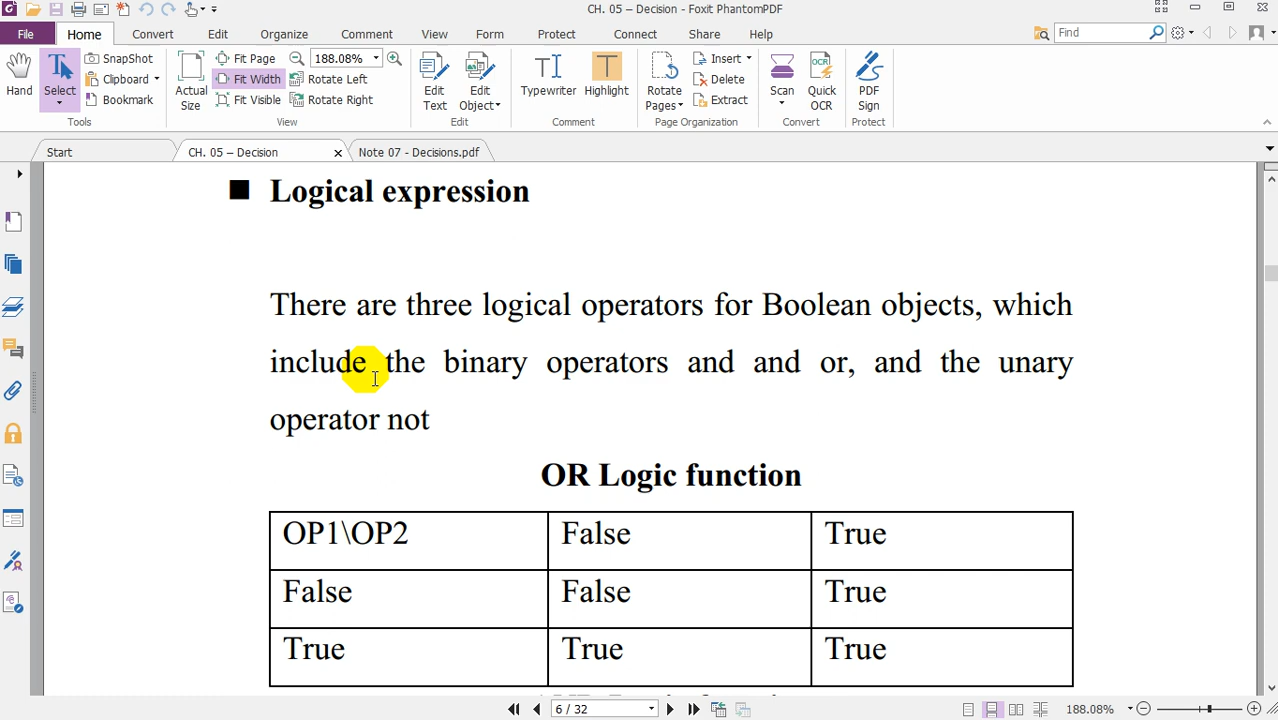 CH. 05 – Decision - Foxit PhantomPDF
File Home Convert Edit Organize Comment View Form Protect Connect Share Help Find
Hand Select SnapShot Clipboard Bookmark Actual Size Fit Page Fit Width Fit Visible 188.08% Rotate Left Rotate Right Edit Text Edit Object Typewriter Highlight Rotate Pages Insert Delete Extract Scan Quick OCR PDF Sign
Tools View Edit Comment Page Organization Convert Protect
Start CH. 05 – Decision Note 07 - Decisions.pdf
Logical expression
There are three logical operators for Boolean objects, which
include the binary operators and and or, and the unary
operator not
OR Logic function
OP1\OP2 False True
False False True
True True True
6 / 32 188.08%